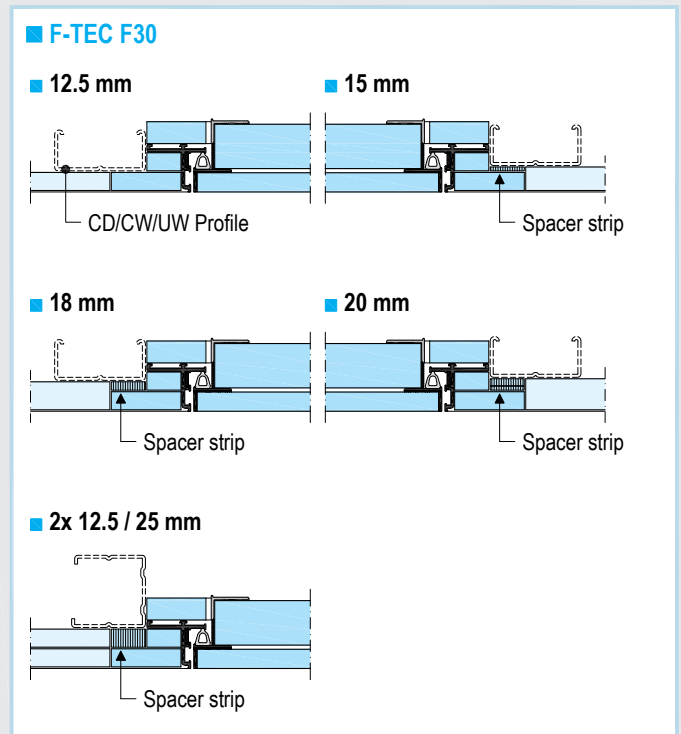 F-TEC F30
12.5 mm
15 mm
CD/CW/UW Profile
Spacer strip
18 mm
20 mm
Spacer strip
Spacer strip
2x 12.5 / 25 mm
Spacer strip